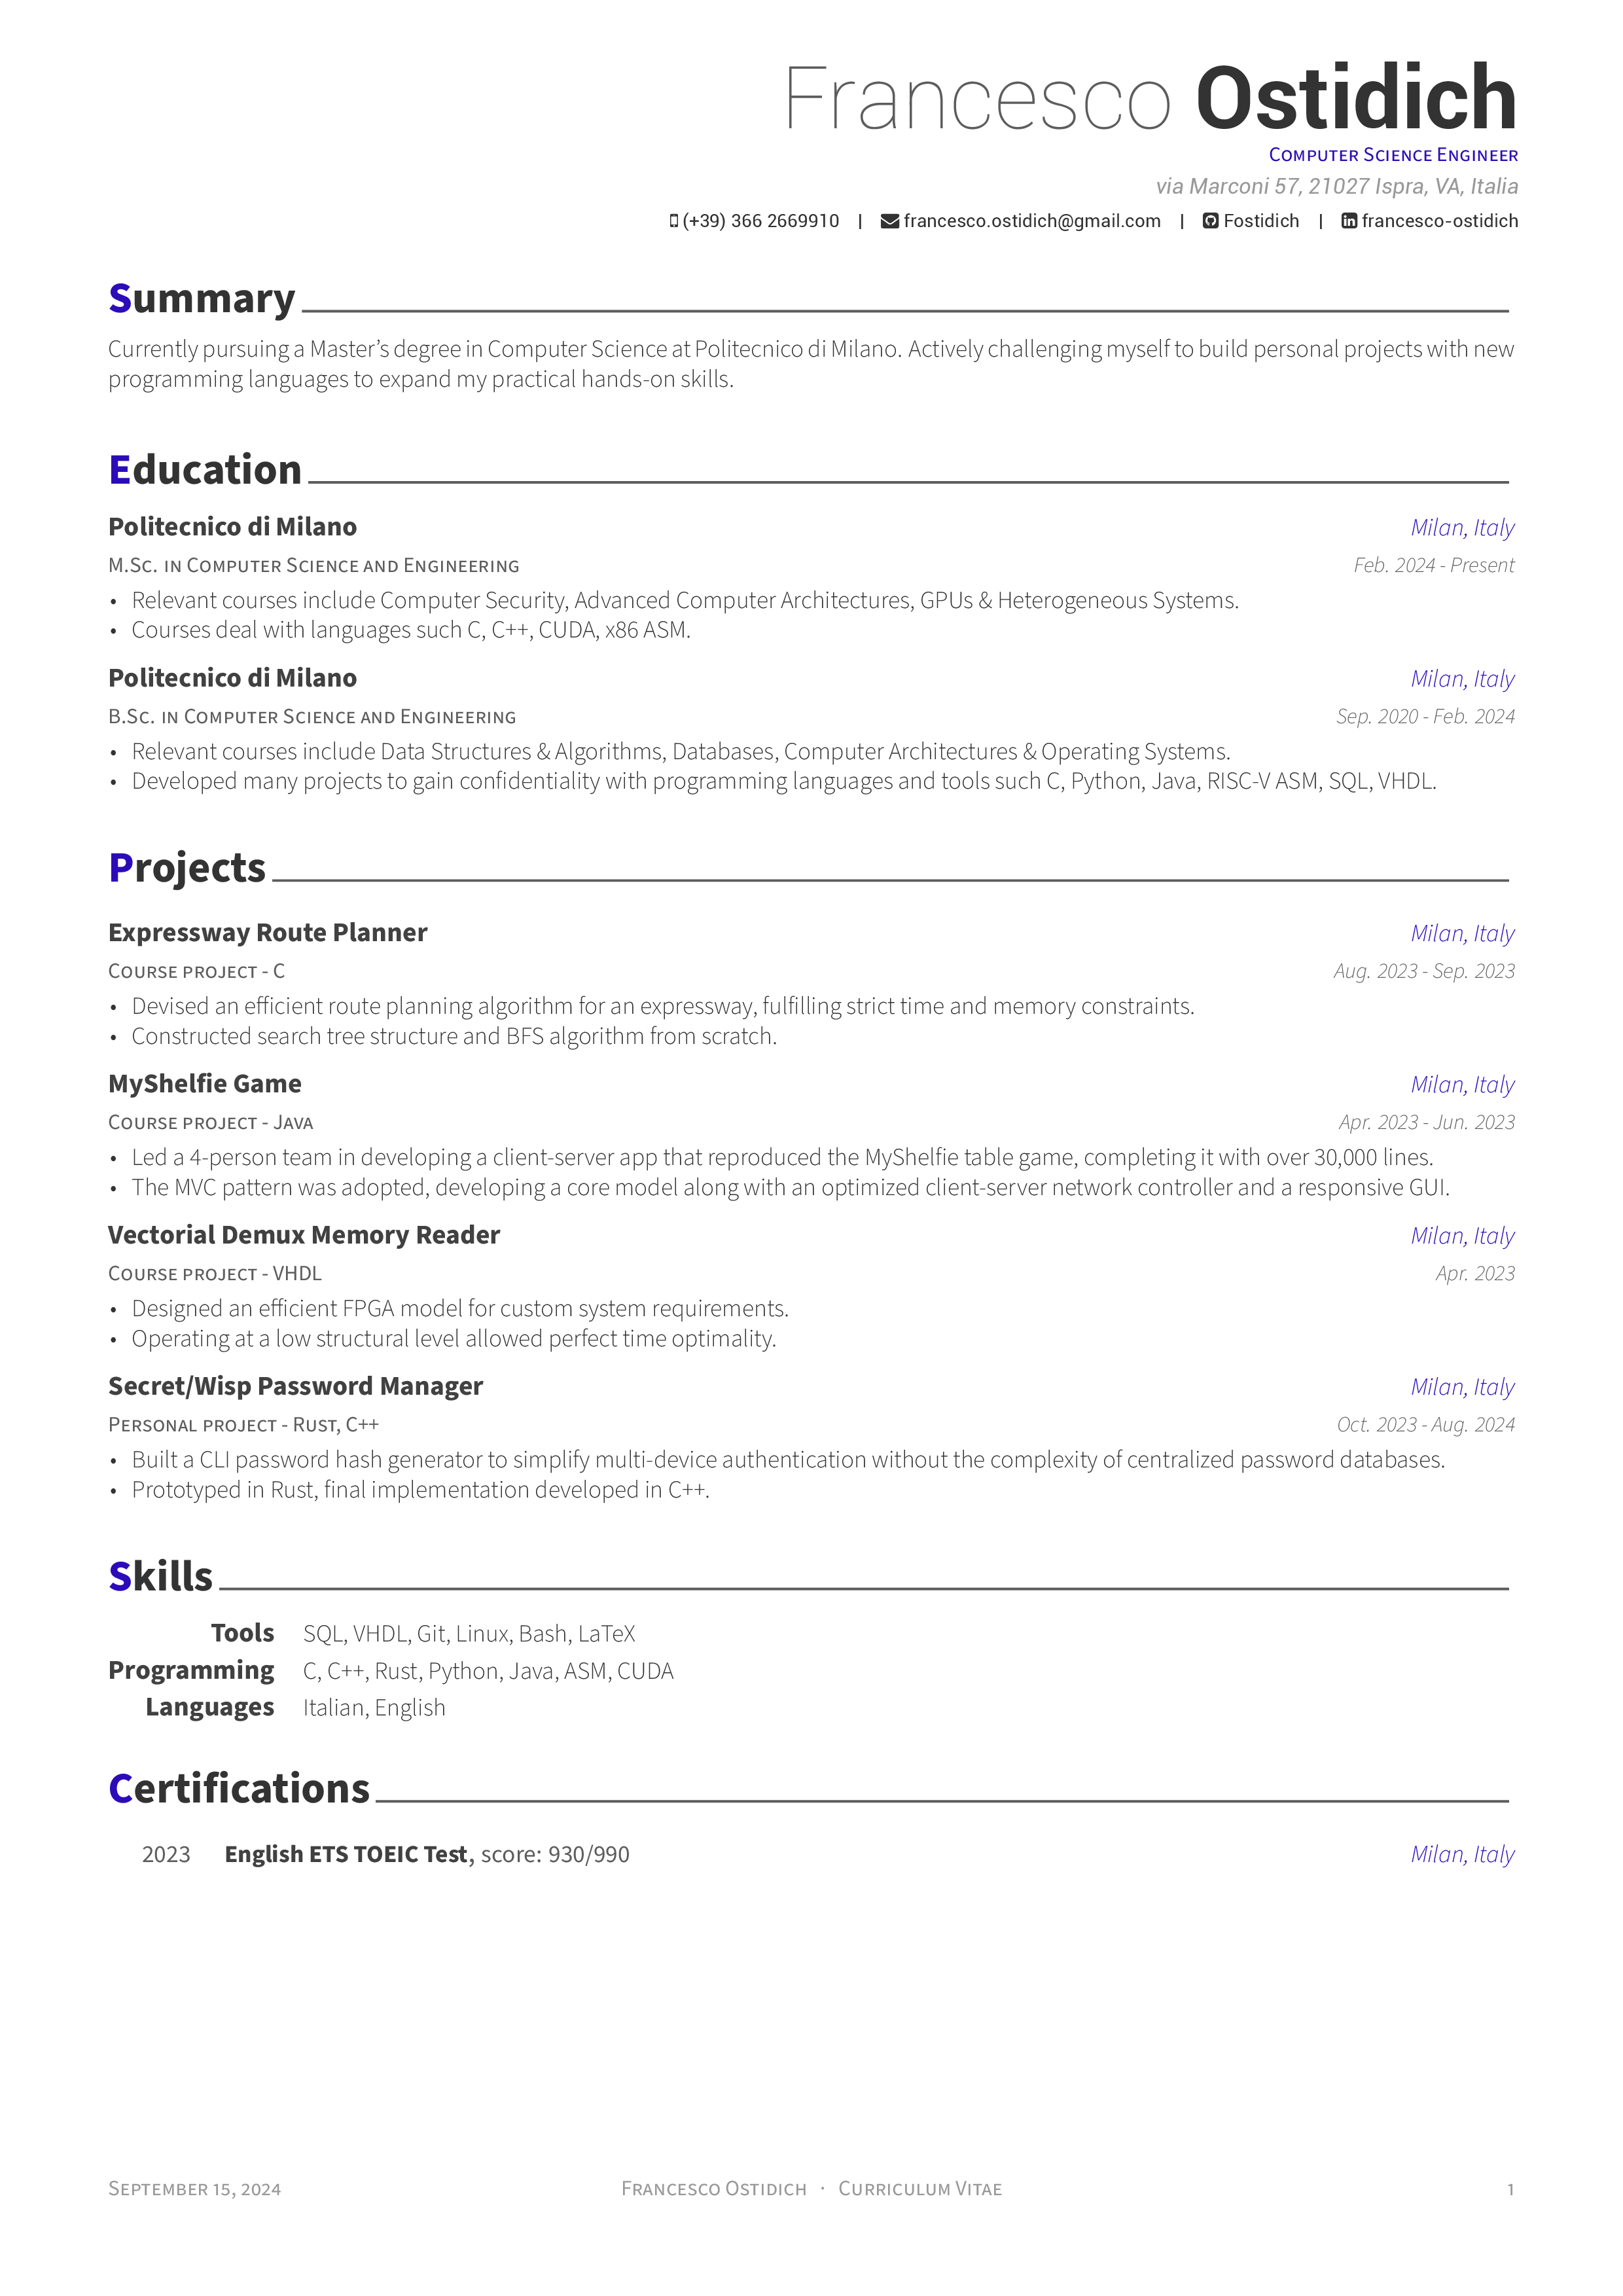 Francesco Ostidich
Computer Science Engineer
via Marconi 57, 21027 Ispra, VA, Italia
(+39) 366 2669910 | francesco.ostidich@gmail.com | Fostidich | francesco-ostidich
Summary
Currently pursuing a Master's degree in Computer Science at Politecnico di Milano. Actively challenging myself to build personal projects with new
programming languages to expand my practical hands-on skills.
Education
Politecnico di Milano Milan, Italy
M.Sc. in Computer Science and Engineering Feb. 2024 - Present
• Relevant courses include Computer Security, Advanced Computer Architectures, GPUs & Heterogeneous Systems.
• Courses deal with languages such C, C++, CUDA, x86 ASM.
Politecnico di Milano Milan, Italy
B.Sc. in Computer Science and Engineering Sep. 2020 - Feb. 2024
• Relevant courses include Data Structures & Algorithms, Databases, Computer Architectures & Operating Systems.
• Developed many projects to gain confidentiality with programming languages and tools such C, Python, Java, RISC-V ASM, SQL, VHDL.
Projects
Expressway Route Planner Milan, Italy
Course project - C Aug. 2023 - Sep. 2023
• Devised an efficient route planning algorithm for an expressway, fulfilling strict time and memory constraints.
• Constructed search tree structure and BFS algorithm from scratch.
MyShelfie Game Milan, Italy
Course project - Java Apr. 2023 - Jun. 2023
• Led a 4-person team in developing a client-server app that reproduced the MyShelfie table game, completing it with over 30,000 lines.
• The MVC pattern was adopted, developing a core model along with an optimized client-server network controller and a responsive GUI.
Vectorial Demux Memory Reader Milan, Italy
Course project - VHDL Apr. 2023
• Designed an efficient FPGA model for custom system requirements.
• Operating at a low structural level allowed perfect time optimality.
Secret/Wisp Password Manager Milan, Italy
Personal project - Rust, C++ Oct. 2023 - Aug. 2024
• Built a CLI password hash generator to simplify multi-device authentication without the complexity of centralized password databases.
• Prototyped in Rust, final implementation developed in C++.
Skills
Tools SQL, VHDL, Git, Linux, Bash, LaTeX
Programming C, C++, Rust, Python, Java, ASM, CUDA
Languages Italian, English
Certifications
2023 English ETS TOEIC Test, score: 930/990 Milan, Italy
September 15, 2024 Francesco Ostidich · Curriculum Vitae 1